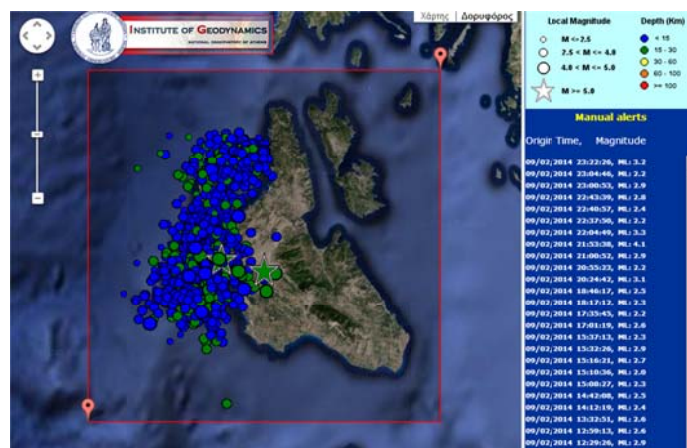 INSTITUTE OF GEODYNAMICS
NATIONAL OBSERVATORY OF ATHENS
Χάρτης | Δορυφόρος
Local Magnitude
Depth (Km)
M <=2.5
2.5 < M <= 4.0
4.0 < M <= 5.0
M >= 5.0
< 15
15 - 30
30 - 60
60 - 100
>= 100
Manual alerts
Origin Time, Magnitude
09/02/2014 23:22:26, ML: 3.2
09/02/2014 23:04:46, ML: 2.2
09/02/2014 23:00:53, ML: 2.9
09/02/2014 22:43:39, ML: 2.8
09/02/2014 22:40:57, ML: 2.4
09/02/2014 22:37:50, ML: 2.2
09/02/2014 22:04:49, ML: 3.3
09/02/2014 21:53:38, ML: 4.1
09/02/2014 21:00:52, ML: 2.9
09/02/2014 20:55:23, ML: 2.2
09/02/2014 20:24:42, ML: 3.1
09/02/2014 18:46:17, ML: 2.5
09/02/2014 18:17:12, ML: 2.3
09/02/2014 17:35:45, ML: 2.2
09/02/2014 17:01:19, ML: 2.6
09/02/2014 15:37:13, ML: 2.3
09/02/2014 15:32:26, ML: 2.9
09/02/2014 15:16:21, ML: 2.7
09/02/2014 15:10:36, ML: 2.0
09/02/2014 15:08:27, ML: 2.3
09/02/2014 14:42:08, ML: 2.5
09/02/2014 14:12:19, ML: 2.4
09/02/2014 13:32:51, ML: 2.6
09/02/2014 12:59:13, ML: 2.6
09/02/2014 12:29:26, ML: 2.9